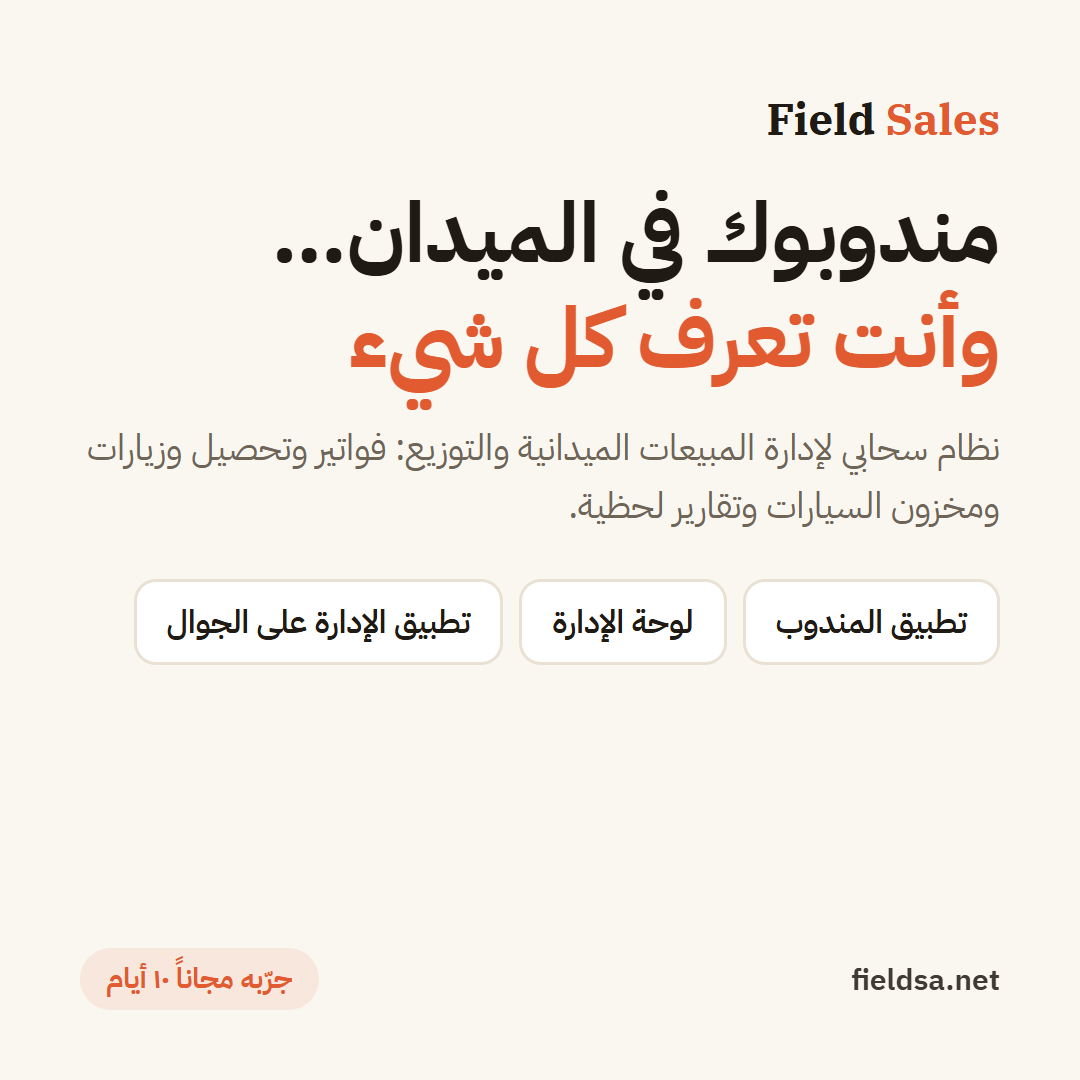 Field Sales
مندوبوك في الميدان...
وأنت تعرف كل شيء
نظام سحابي لإدارة المبيعات الميدانية والتوزيع: فواتير وتحصيل وزيارات
ومخزون السيارات وتقارير لحظية.
تطبيق المندوب
لوحة الإدارة
تطبيق الإدارة على الجوال
fieldsa.net
جرّبه مجاناً ١٠ أيام